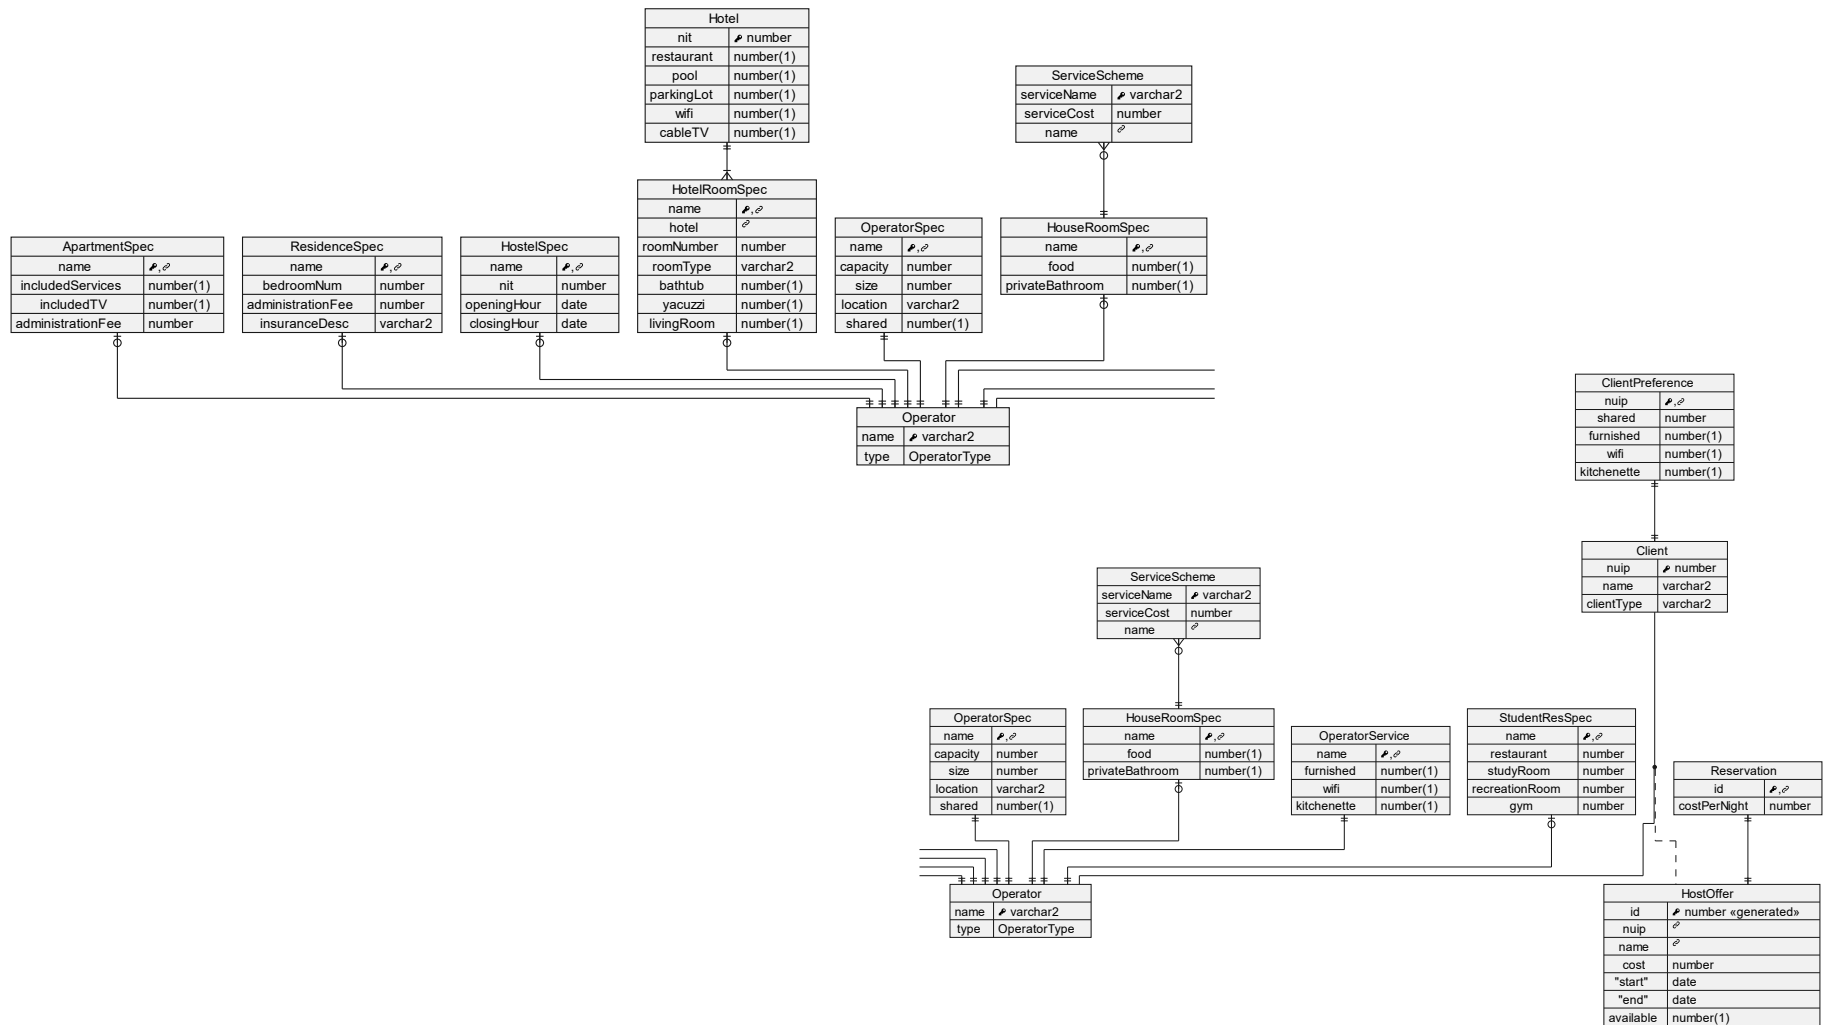 Hotel
nit number
restaurant number(1)
pool number(1)
parkingLot number(1)
wifi number(1)
cableTV number(1)
ServiceScheme
serviceName varchar2
serviceCost number
name
HotelRoomSpec
name ,
hotel
roomNumber number
roomType varchar2
bathtub number(1)
yacuzzi number(1)
livingRoom number(1)
OperatorSpec
name ,
capacity number
size number
location varchar2
shared number(1)
HouseRoomSpec
name ,
food number(1)
privateBathroom number(1)
ApartmentSpec
name ,
includedServices number(1)
includedTV number(1)
administrationFee number
ResidenceSpec
name ,
bedroomNum number
administrationFee number
insuranceDesc varchar2
HostelSpec
name ,
nit number
openingHour date
closingHour date
Operator
name varchar2
type OperatorType
ClientPreference
nuip ,
shared number
furnished number(1)
wifi number(1)
kitchenette number(1)
Client
nuip number
name varchar2
clientType varchar2
ServiceScheme
serviceName varchar2
serviceCost number
name
OperatorSpec
name ,
capacity number
size number
location varchar2
shared number(1)
HouseRoomSpec
name ,
food number(1)
privateBathroom number(1)
OperatorService
name ,
furnished number(1)
wifi number(1)
kitchenette number(1)
StudentResSpec
name ,
restaurant number
studyRoom number
recreationRoom number
gym number
Reservation
id ,
costPerNight number
Operator
name varchar2
type OperatorType
HostOffer
id number «generated»
nuip
name
cost number
"start" date
"end" date
available number(1)